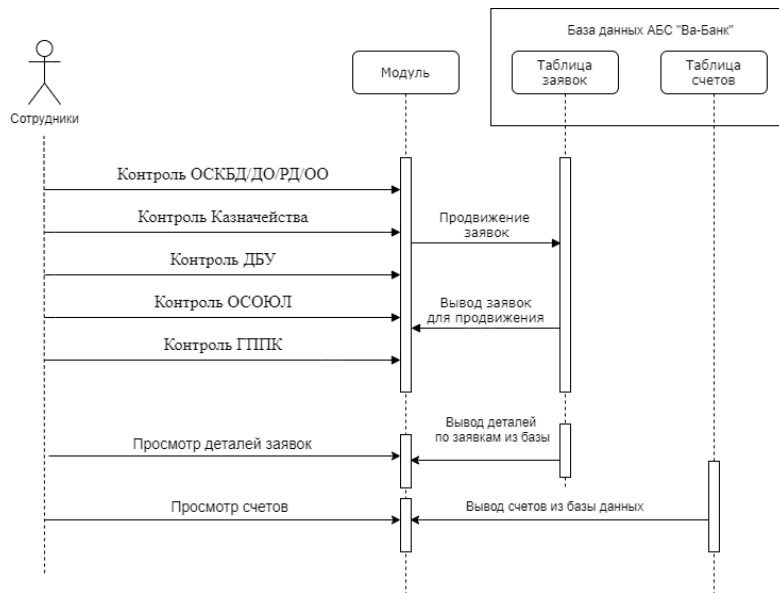 База данных АБС "Ва-Банк"
Сотрудники
Модуль
Таблица
заявок
Таблица
счетов
Контроль ОСКБД/ДО/РД/ОО
Контроль Казначейства
Продвижение
заявок
Контроль ДБУ
Контроль ОСОЮЛ
Вывод заявок
для продвижения
Контроль ГППК
Просмотр деталей заявок
Вывод деталей
по заявкам из базы
Просмотр счетов
Вывод счетов из базы данных